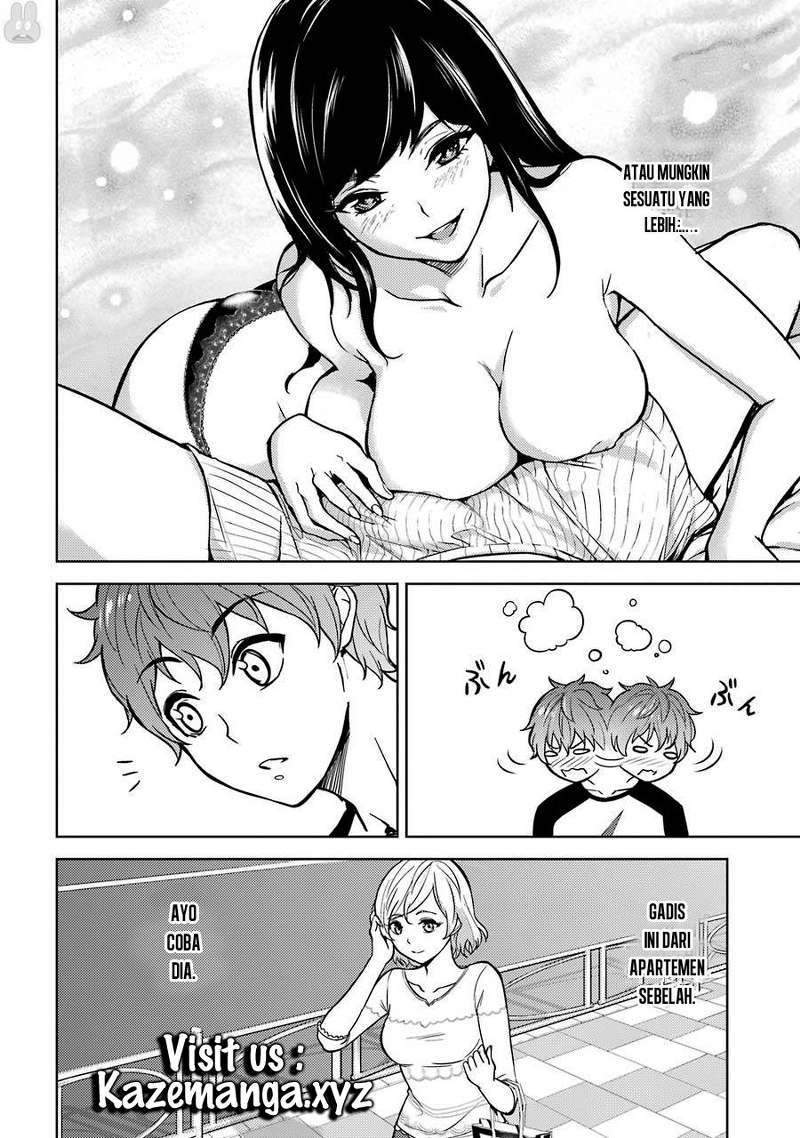 ATAU MUNGKIN
SESUATU YANG
LEBIH.....
ぶん
ぶん
GADIS
INI DARI
APARTEMEN
SEBELAH.
AYO
COBA
DIA.
Visit us :
Kazemanga.xyz